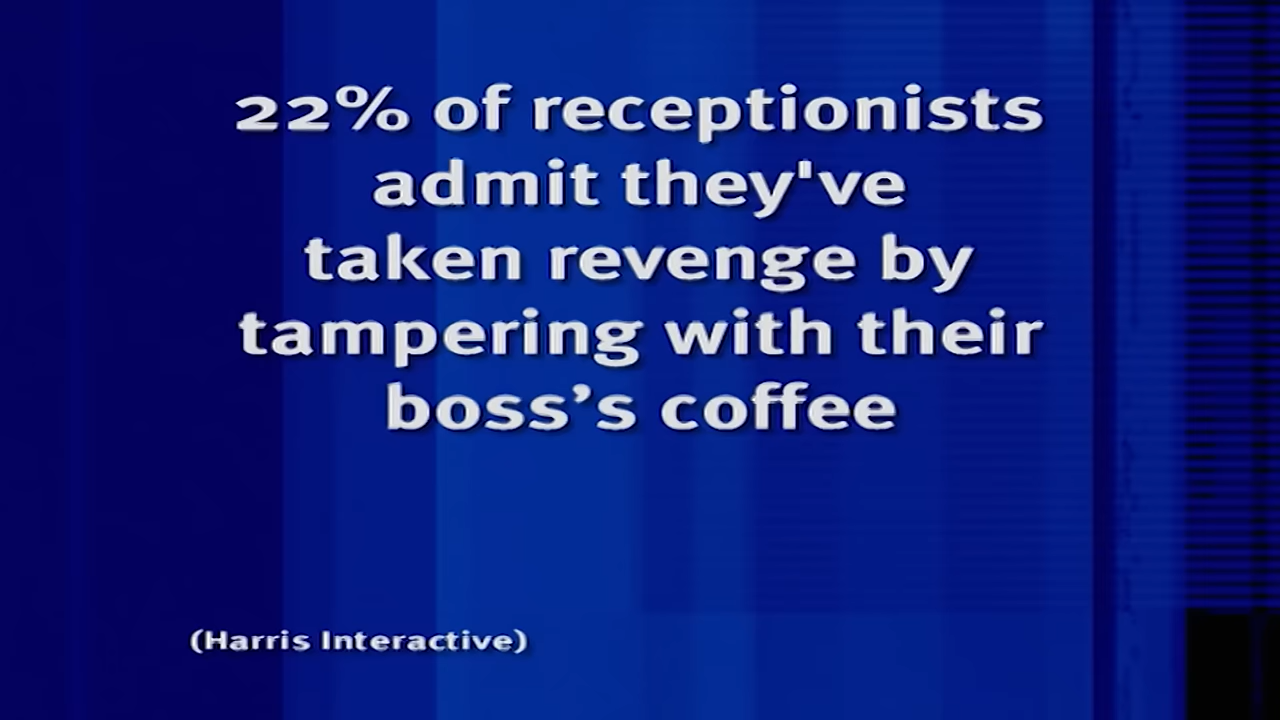 22% of receptionists
admit they've
taken revenge by
tampering with their
boss’s coffee
(Harris Interactive)